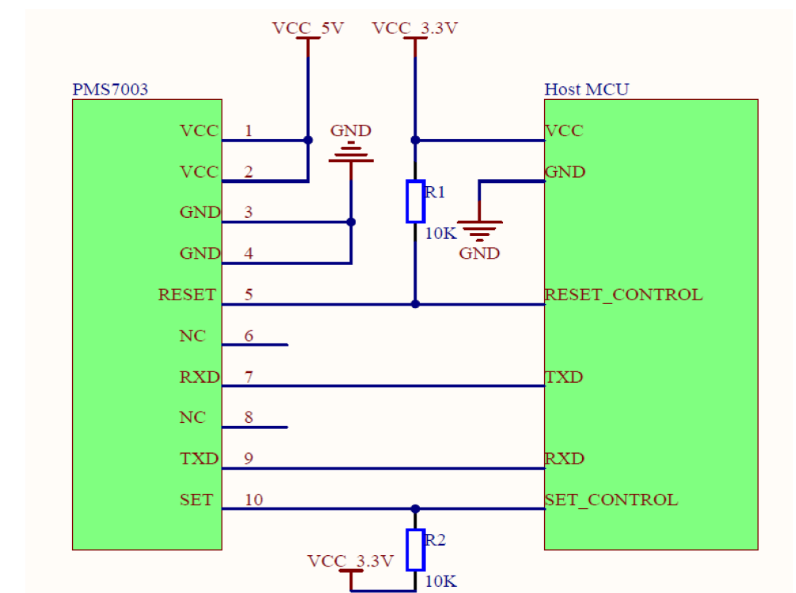 VCC_5V VCC_3.3V
PMS7003 Host MCU
VCC 1 GND VCC
VCC 2 GND
R1
GND 3
10K
GND 4 GND
RESET 5 RESET_CONTROL
NC 6
RXD 7 TXD
NC 8
TXD 9 RXD
SET 10 SET_CONTROL
R2
VCC_3.3V
10K